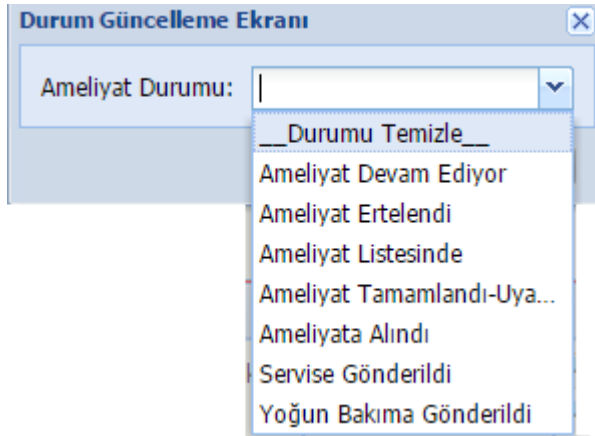 Durum Güncelleme Ekranı
Ameliyat Durumu:
__Durumu Temizle__
Ameliyat Devam Ediyor
Ameliyat Ertelendi
Ameliyat Listesinde
Ameliyat Tamamlandı-Uya...
Ameliyata Alındı
Servise Gönderildi
Yoğun Bakıma Gönderildi